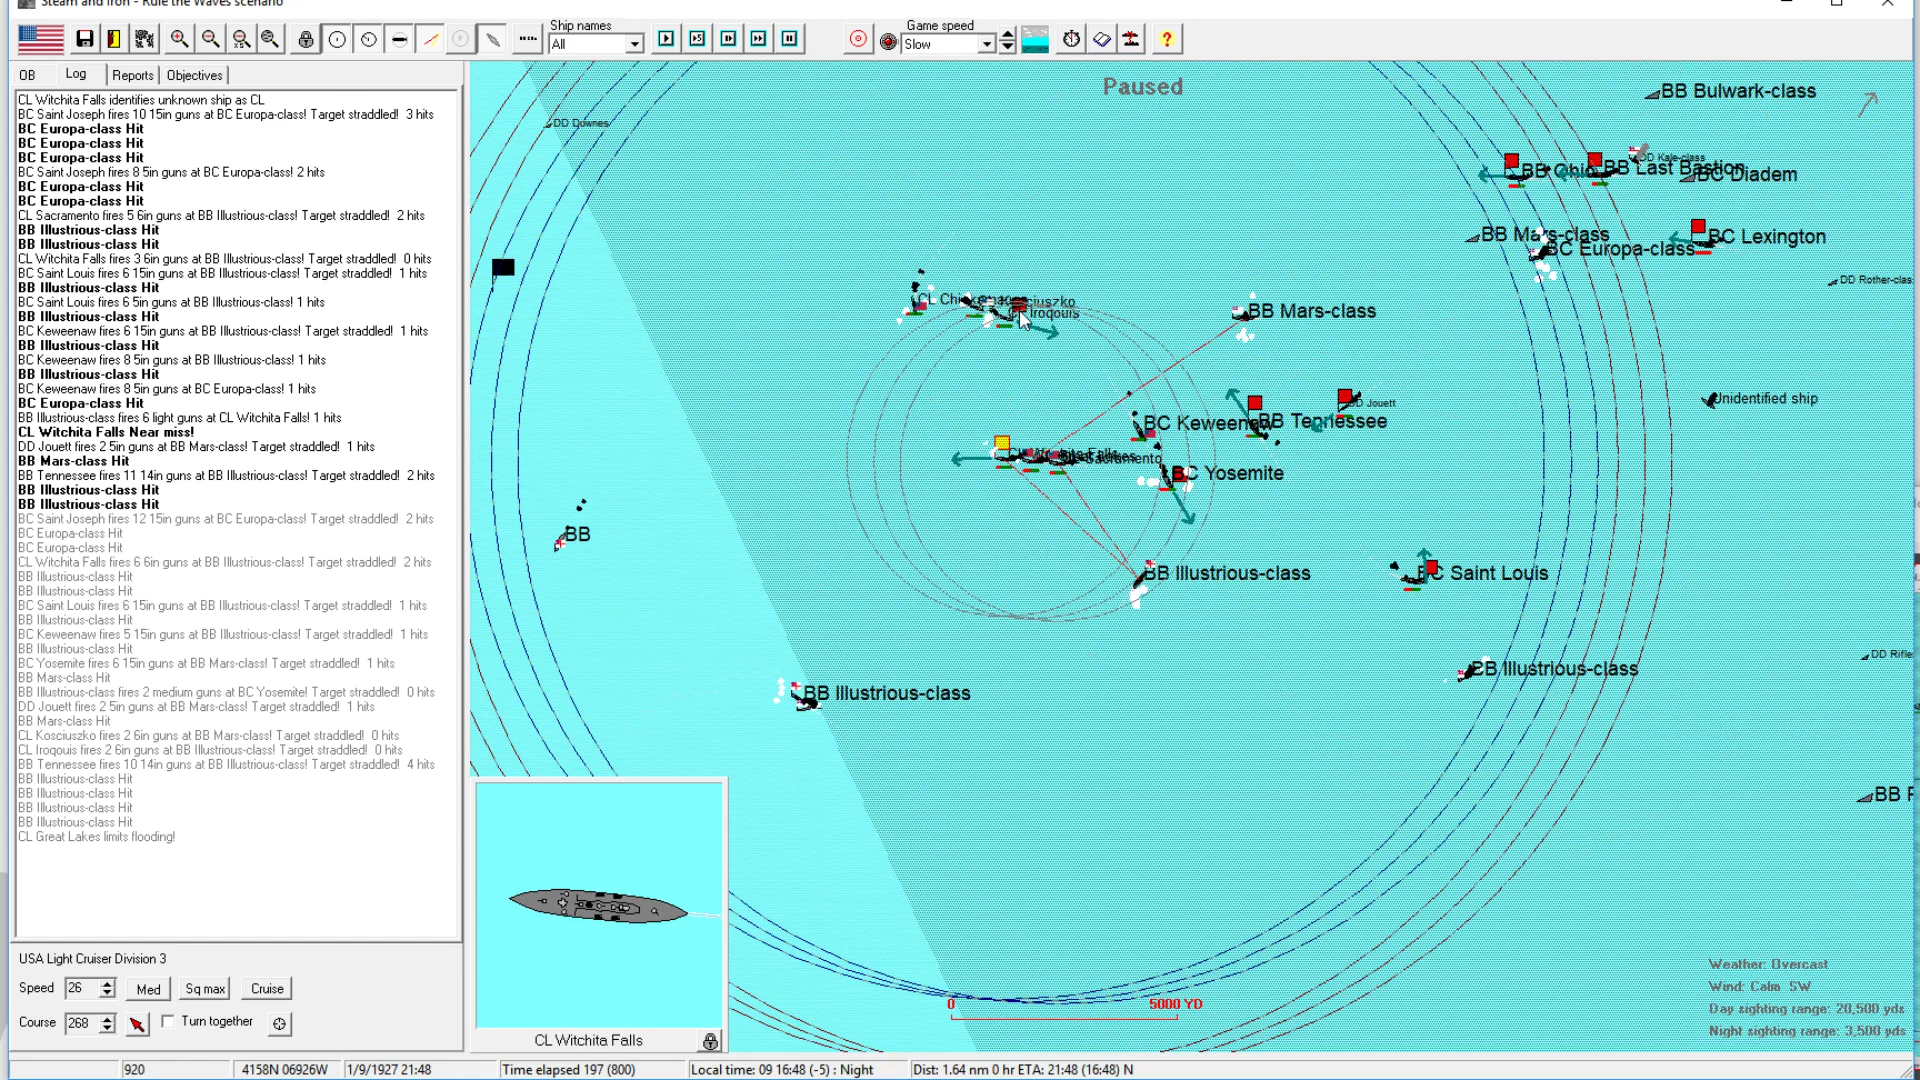 Steam and Iron - Rule the Waves scenario
Ship names
All
Game speed
Slow
OB
Log
Reports
Objectives
CL Witchita Falls identifies unknown ship as CL
BC Saint Joseph fires 10 15in guns at BC Europa-class! Target straddled!  3 hits
BC Europa-class Hit
BC Europa-class Hit
BC Europa-class Hit
BC Saint Joseph fires 8 5in guns at BC Europa-class! 2 hits
BC Europa-class Hit
BC Europa-class Hit
CL Sacramento fires 5 6in guns at BB Illustrious-class! Target straddled!  2 hits
BB Illustrious-class Hit
BB Illustrious-class Hit
CL Witchita Falls fires 3 6in guns at BB Illustrious-class! Target straddled!  0 hits
BC Saint Louis fires 6 15in guns at BB Illustrious-class! Target straddled!  1 hits
BB Illustrious-class Hit
BC Saint Louis fires 6 5in guns at BB Illustrious-class! 1 hits
BB Illustrious-class Hit
BC Keweenaw fires 6 15in guns at BB Illustrious-class! Target straddled!  1 hits
BB Illustrious-class Hit
BC Keweenaw fires 8 5in guns at BB Illustrious-class! 1 hits
BB Illustrious-class Hit
BC Keweenaw fires 8 5in guns at BC Europa-class! 1 hits
BC Europa-class Hit
BB Illustrious-class fires 6 light guns at CL Witchita Falls! 1 hits
CL Witchita Falls Near miss!
DD Jouett fires 2 5in guns at BB Mars-class! Target straddled!  1 hits
BB Mars-class Hit
BB Tennessee fires 11 14in guns at BB Illustrious-class! Target straddled!  2 hits
BB Illustrious-class Hit
BB Illustrious-class Hit
BC Saint Joseph fires 12 15in guns at BC Europa-class! Target straddled!  2 hits
BC Europa-class Hit
BC Europa-class Hit
CL Witchita Falls fires 6 6in guns at BB Illustrious-class! Target straddled!  2 hits
BB Illustrious-class Hit
BB Illustrious-class Hit
BC Saint Louis fires 6 15in guns at BB Illustrious-class! Target straddled!  1 hits
BB Illustrious-class Hit
BC Keweenaw fires 5 15in guns at BB Illustrious-class! Target straddled!  1 hits
BB Illustrious-class Hit
BC Yosemite fires 6 15in guns at BB Mars-class! Target straddled!  1 hits
BB Mars-class Hit
BB Illustrious-class fires 2 medium guns at BC Yosemite! Target straddled!  0 hits
DD Jouett fires 2 5in guns at BB Mars-class! Target straddled!  1 hits
BB Mars-class Hit
CL Kosciuszko fires 2 6in guns at BB Mars-class! Target straddled!  0 hits
CL Iroqouis fires 2 6in guns at BB Illustrious-class! Target straddled!  0 hits
BB Tennessee fires 10 14in guns at BB Illustrious-class! Target straddled!  4 hits
BB Illustrious-class Hit
BB Illustrious-class Hit
BB Illustrious-class Hit
BB Illustrious-class Hit
CL Great Lakes limits flooding!
USA Light Cruiser Division 3
Speed 26 Med Sq max Cruise
Course 268 Turn together
Paused
BB Bulwark-class
DD Downes
DD Kale-class
BB Ohio
BB Last Bastion
BC Diadem
BB Mars-class
BC Lexington
BC Europa-class
DD Rother-clas
Kosciuszko
Iroqouis
BB Mars-class
Unidentified ship
DD Jouett
BC Keweenaw
BB Tennessee
Sacramento
BC Yosemite
BB
BB Illustrious-class
BC Saint Louis
DD Rifle
BB Illustrious-class
BB Illustrious-class
BB
0 5000 YD
Weather: Overcast
Wind: Calm  SW
Day sighting range: 20,500 yds
Night sighting range: 3,500 yds
CL Witchita Falls
920
4158N 06926W
1/9/1927 21:48
Time elapsed 197 (800)
Local time: 09 16:48 (-5) : Night
Dist: 1.64 nm 0 hr ETA: 21:48 (16:48) N